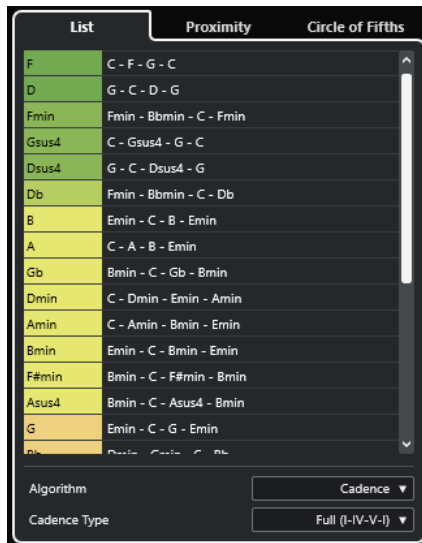 List Proximity Circle of Fifths
F C - F - G - C
D G - C - D - G
Fmin Fmin - Bbmin - C - Fmin
Gsus4 C - Gsus4 - G - C
Dsus4 G - C - Dsus4 - G
Db Fmin - Bbmin - C - Db
B Emin - C - B - Emin
A C - A - B - Emin
Gb Bmin - C - Gb - Bmin
Dmin C - Dmin - Emin - Amin
Amin C - Amin - Bmin - Emin
Bmin Emin - C - Bmin - Emin
F#min Bmin - C - F#min - Bmin
Asus4 Bmin - C - Asus4 - Bmin
G Emin - C - G - Emin
Algorithm Cadence
Cadence Type Full (I-IV-V-I)